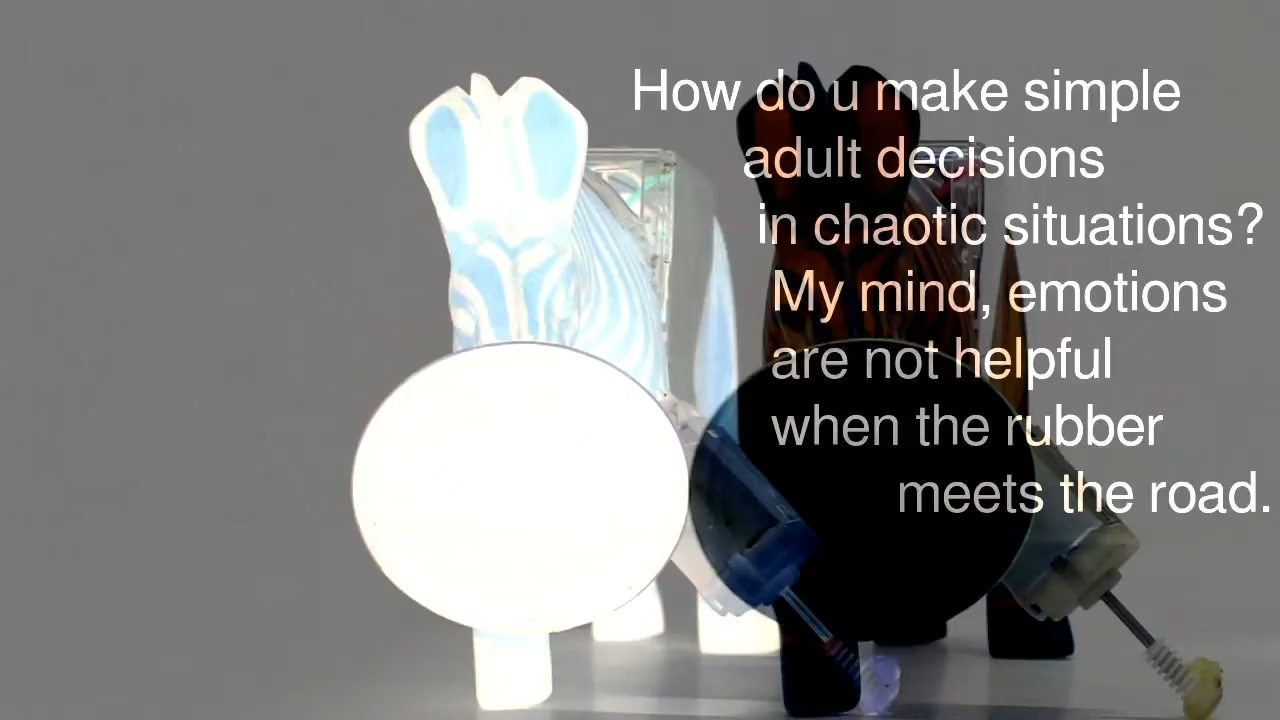 How do u make simple
adult decisions
in chaotic situations?
My mind, emotions
are not helpful
when the rubber
meets the road.